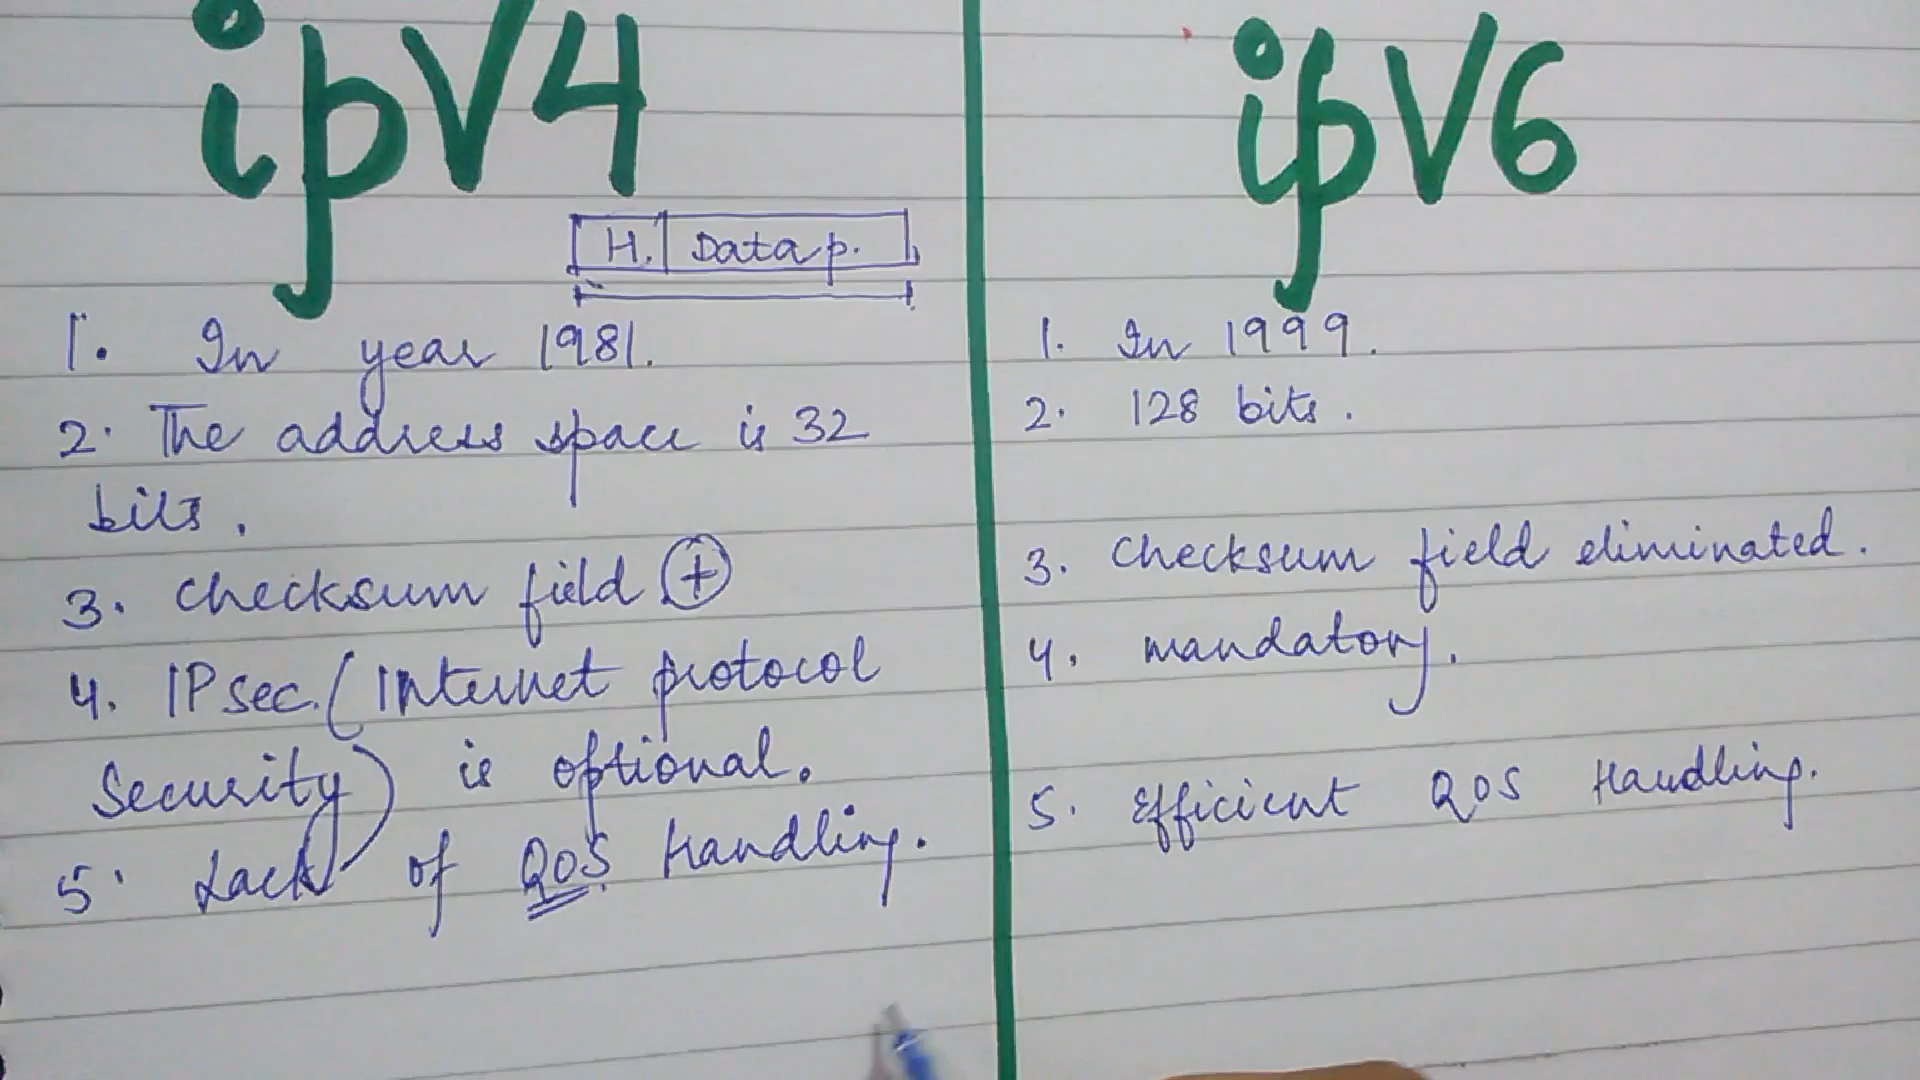 ipV4
H. Data p.
1. In year 1981.
2. The address space is 32
bits.
3. Checksum field +
4. IPsec. (Internet protocol
Security) is optional.
5. Lack of QOS Handling.
ipV6
1. In 1999.
2. 128 bits.
3. Checksum field eliminated.
4. mandatory.
5. Efficient QOS Handling.